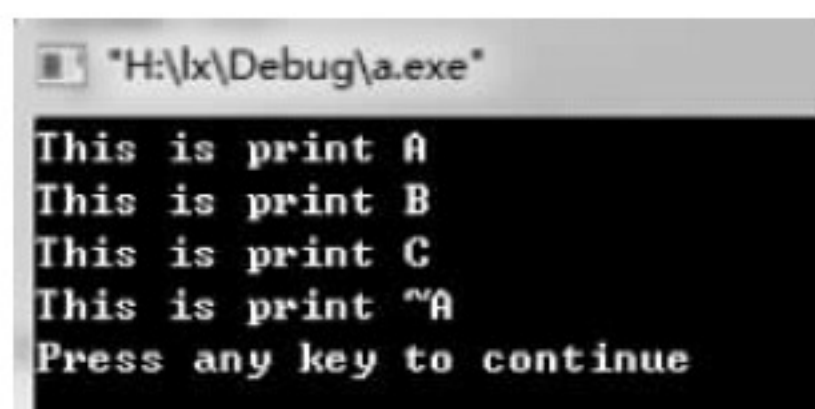 "H:\lx\Debug\a.exe"
This is print A
This is print B
This is print C
This is print ~A
Press any key to continue